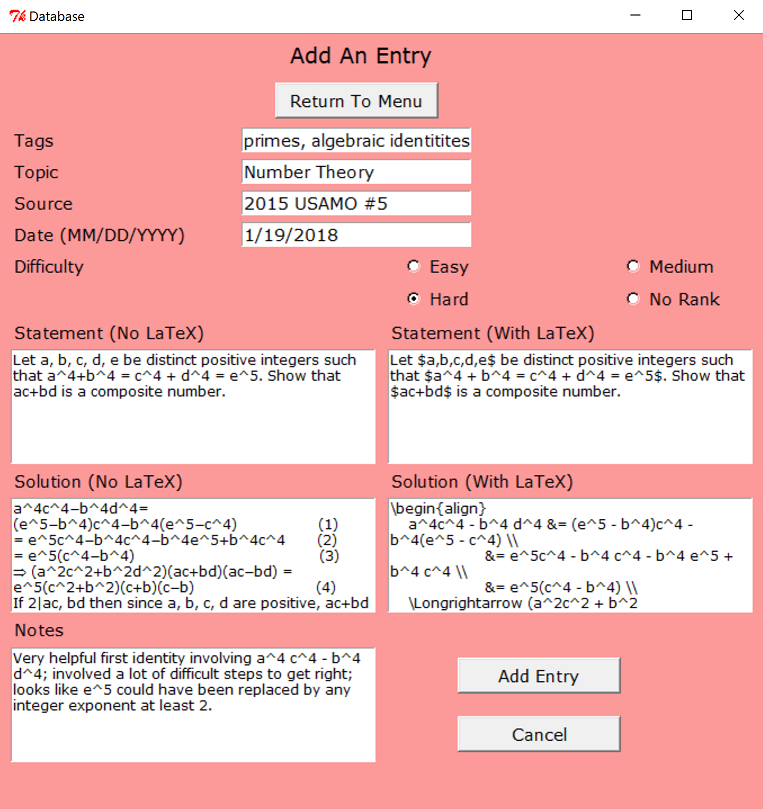 Database
Add An Entry
Return To Menu
Tags
primes, algebraic identitites
Topic
Number Theory
Source
2015 USAMO #5
Date (MM/DD/YYYY)
1/19/2018
Difficulty
Easy
Medium
Hard
No Rank
Statement (No LaTeX)
Let a, b, c, d, e be distinct positive integers such
that a^4+b^4 = c^4 + d^4 = e^5. Show that
ac+bd is a composite number.
Statement (With LaTeX)
Let $a,b,c,d,e$ be distinct positive integers such
that $a^4 + b^4 = c^4 + d^4 = e^5$. Show that
$ac+bd$ is a composite number.
Solution (No LaTeX)
a^4c^4−b^4d^4=
(e^5−b^4)c^4−b^4(e^5−c^4) (1)
= e^5c^4−b^4c^4−b^4e^5+b^4c^4 (2)
= e^5(c^4−b^4) (3)
⇒ (a^2c^2+b^2d^2)(ac+bd)(ac−bd) =
e^5(c^2+b^2)(c+b)(c−b) (4)
If 2|ac, bd then since a, b, c, d are positive, ac+bd
Solution (With LaTeX)
\begin{align}
a^4c^4 - b^4 d^4 &= (e^5 - b^4)c^4 -
b^4(e^5 - c^4) \\
&= e^5c^4 - b^4 c^4 - b^4 e^5 +
b^4 c^4 \\
&= e^5(c^4 - b^4) \\
\Longrightarrow (a^2c^2 + b^2
Notes
Very helpful first identity involving a^4 c^4 - b^4
d^4; involved a lot of difficult steps to get right;
looks like e^5 could have been replaced by any
integer exponent at least 2.
Add Entry
Cancel